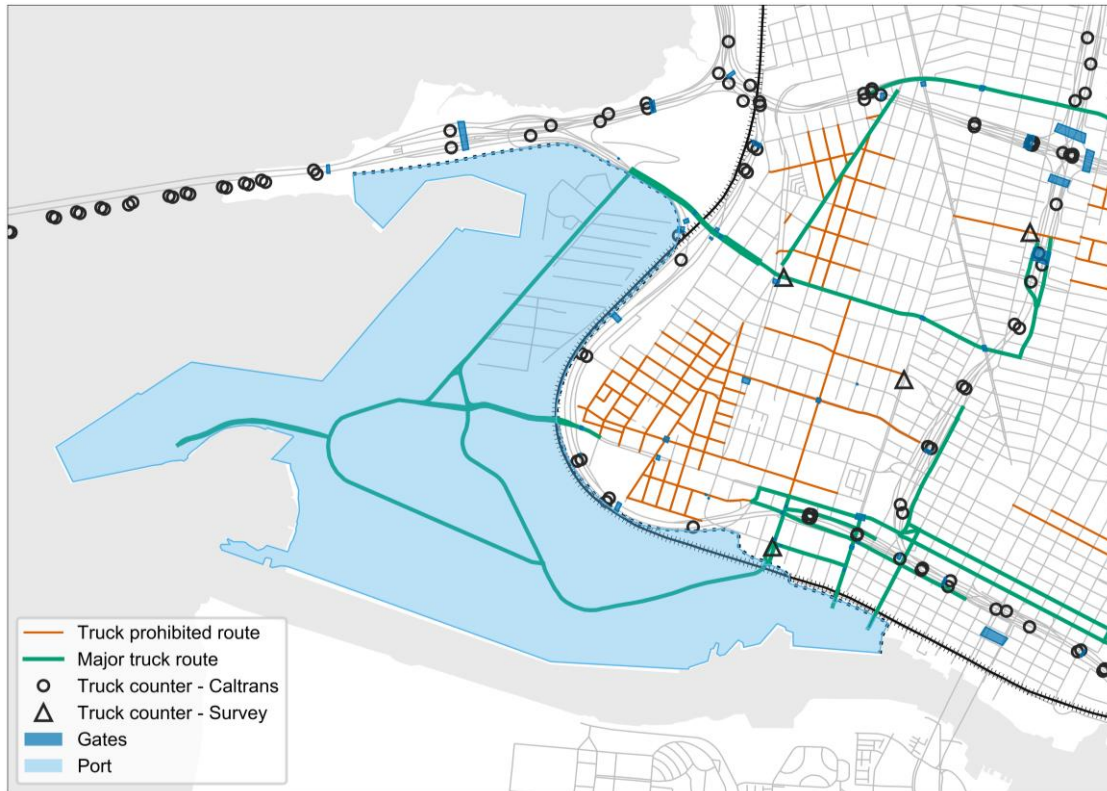 Truck prohibited route
Major truck route
Truck counter - Caltrans
Truck counter - Survey
Gates
Port